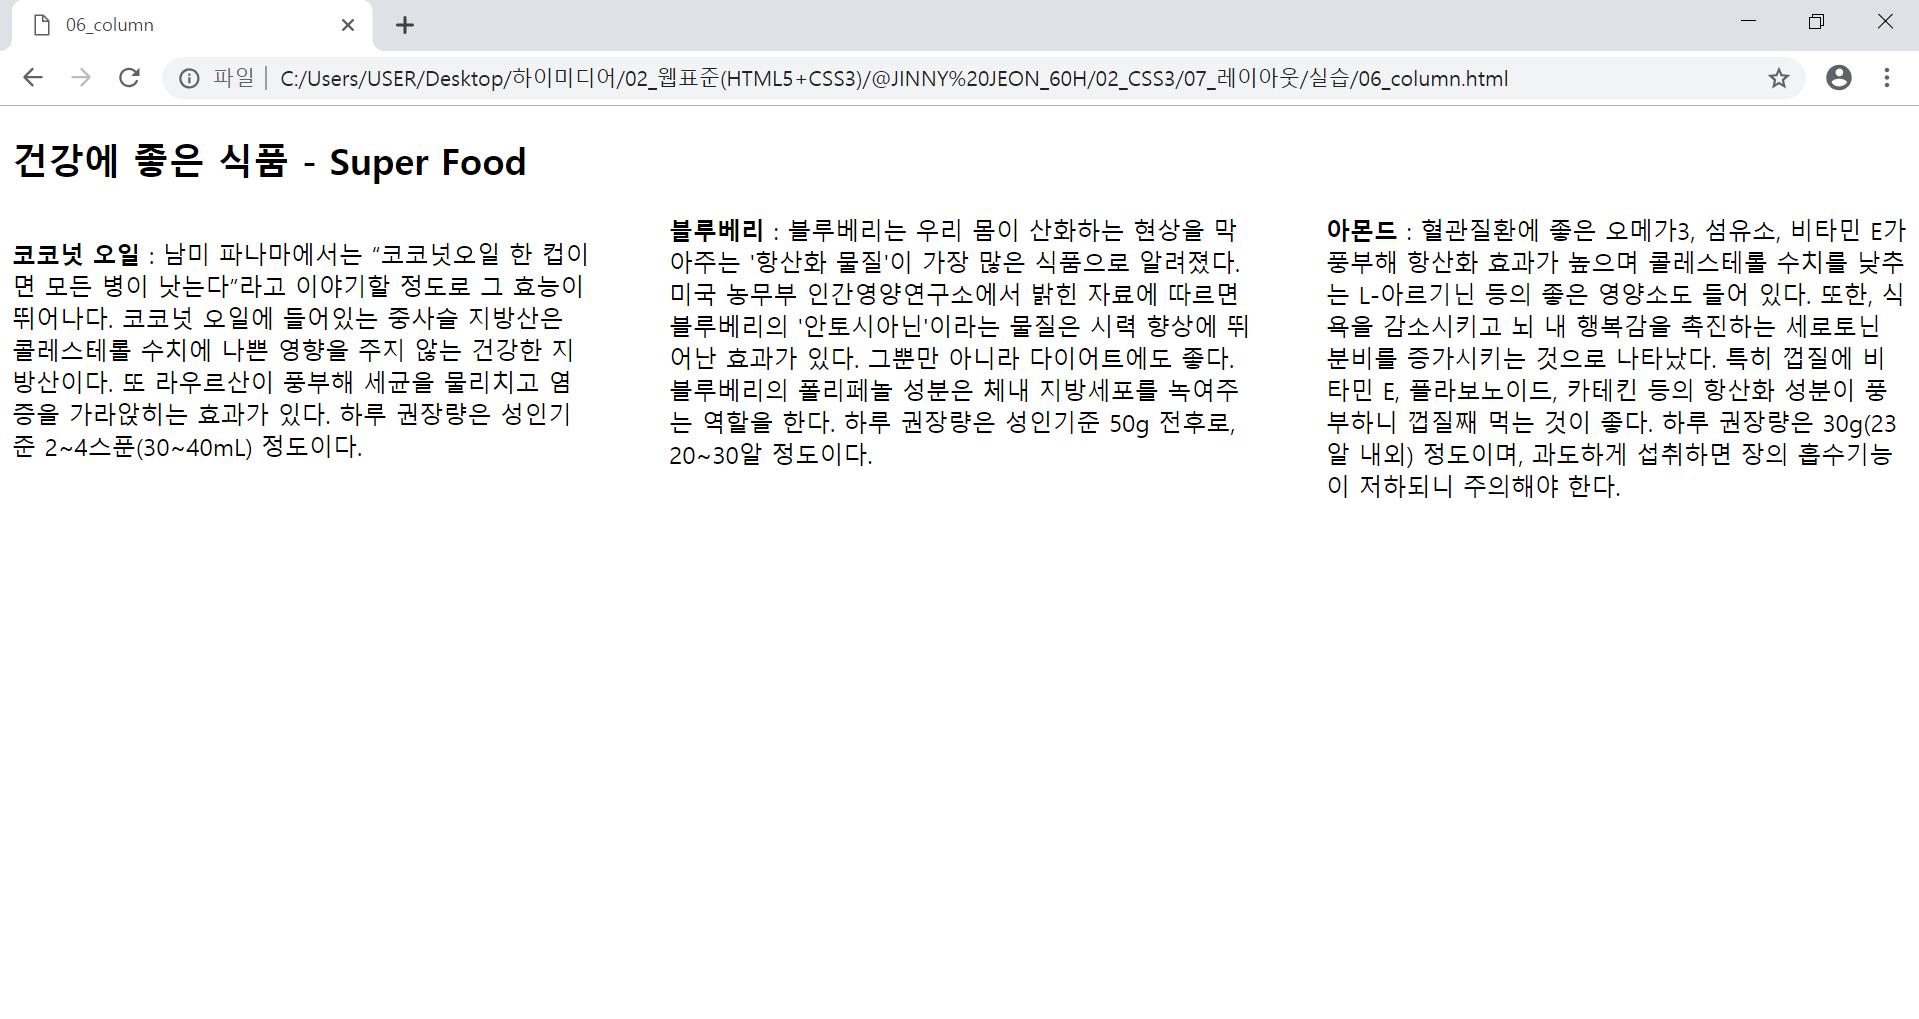 06_column
파일 | C:/Users/USER/Desktop/하이미디어/02_웹표준(HTML5+CSS3)/@JINNY%20JEON_60H/02_CSS3/07_레이아웃/실습/06_column.html
건강에 좋은 식품 - Super Food
코코넛 오일 : 남미 파나마에서는 “코코넛오일 한 컵이
면 모든 병이 낫는다”라고 이야기할 정도로 그 효능이
뛰어나다. 코코넛 오일에 들어있는 중사슬 지방산은
콜레스테롤 수치에 나쁜 영향을 주지 않는 건강한 지
방산이다. 또 라우르산이 풍부해 세균을 물리치고 염
증을 가라앉히는 효과가 있다. 하루 권장량은 성인기
준 2~4스푼(30~40mL) 정도이다.
블루베리 : 블루베리는 우리 몸이 산화하는 현상을 막
아주는 '항산화 물질'이 가장 많은 식품으로 알려졌다.
미국 농무부 인간영양연구소에서 밝힌 자료에 따르면
블루베리의 '안토시아닌'이라는 물질은 시력 향상에 뛰
어난 효과가 있다. 그뿐만 아니라 다이어트에도 좋다.
블루베리의 폴리페놀 성분은 체내 지방세포를 녹여주
는 역할을 한다. 하루 권장량은 성인기준 50g 전후로,
20~30알 정도이다.
아몬드 : 혈관질환에 좋은 오메가3, 섬유소, 비타민 E가
풍부해 항산화 효과가 높으며 콜레스테롤 수치를 낮추
는 L-아르기닌 등의 좋은 영양소도 들어 있다. 또한, 식
욕을 감소시키고 뇌 내 행복감을 촉진하는 세로토닌
분비를 증가시키는 것으로 나타났다. 특히 껍질에 비
타민 E, 플라보노이드, 카테킨 등의 항산화 성분이 풍
부하니 껍질째 먹는 것이 좋다. 하루 권장량은 30g(23
알 내외) 정도이며, 과도하게 섭취하면 장의 흡수기능
이 저하되니 주의해야 한다.